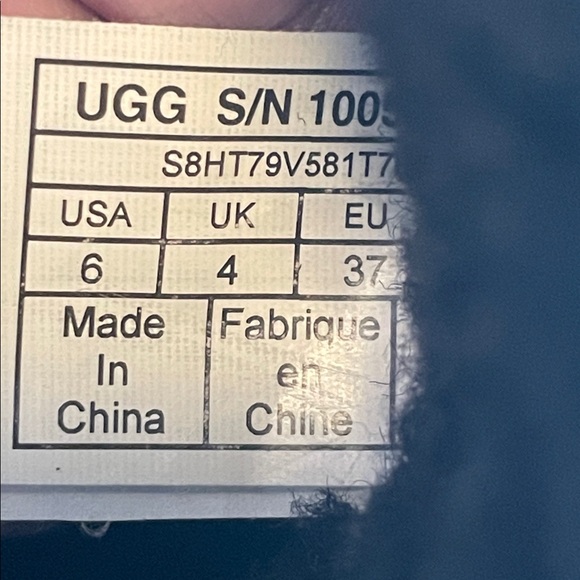 UGG S/N 100
S8HT79V581T7
USA UK EU
6 4 37
Made Fabrique
In en
China Chine